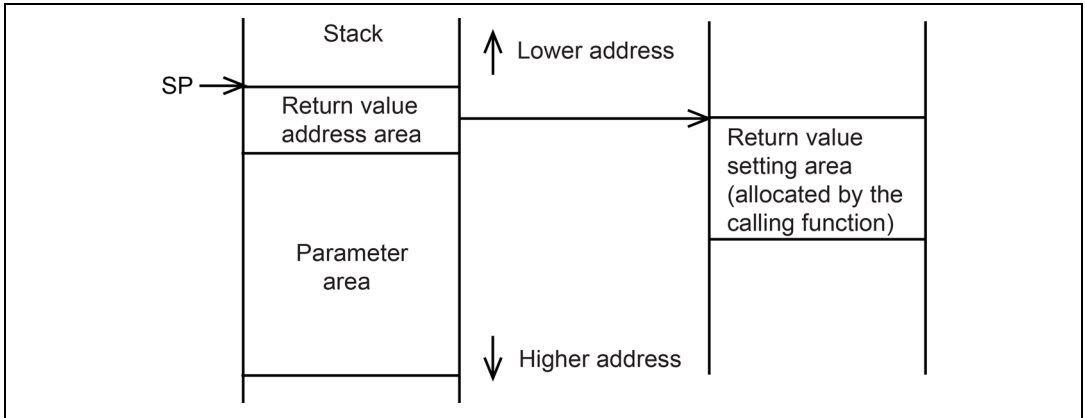 Stack
Lower address
SP
Return value
address area
Return value
setting area
(allocated by the
calling function)
Parameter
area
Higher address